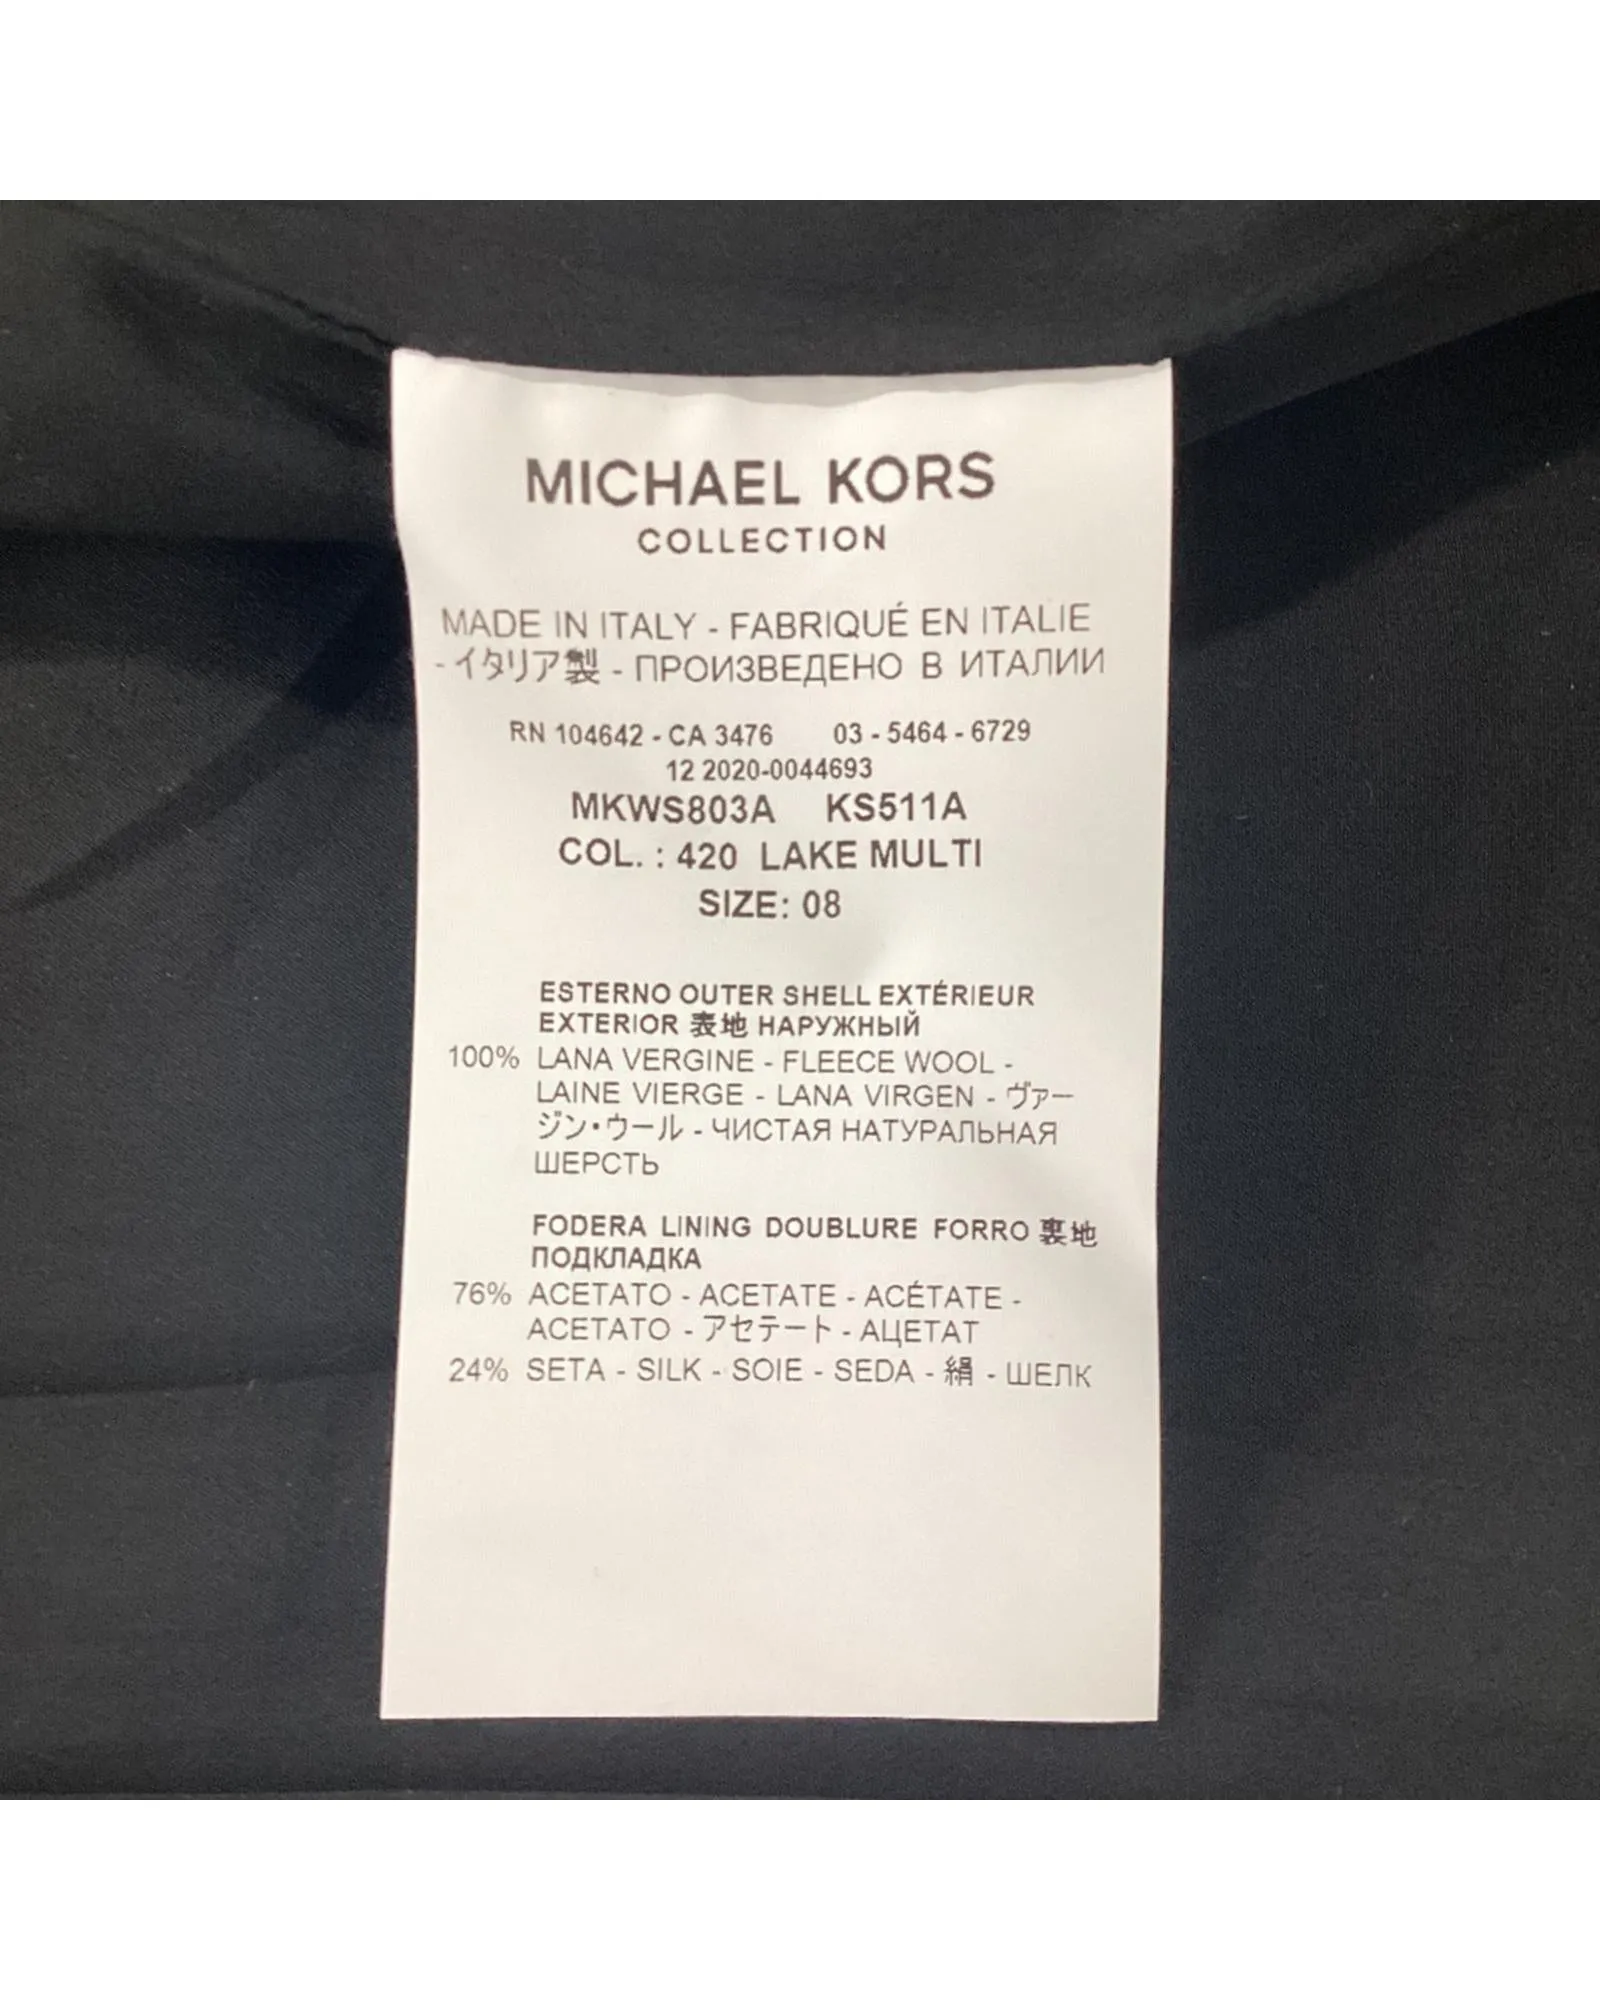 MICHAEL KORS
COLLECTION
MADE IN ITALY - FABRIQUÉ EN ITALIE
- イタリア製 - ПРОИЗВЕДЕНО В ИТАЛИИ
RN 104642 - CA 3476 03 - 5464 - 6729
12 2020-0044693
MKWS803A KS511A
COL. : 420 LAKE MULTI
SIZE: 08
ESTERNO OUTER SHELL EXTÉRIEUR
EXTERIOR 表地 НАРУЖНЫЙ
100% LANA VERGINE - FLEECE WOOL -
LAINE VIERGE - LANA VIRGEN - ヴァー
ジン・ウール - ЧИСТАЯ НАТУРАЛЬНАЯ
ШЕРСТЬ
FODERA LINING DOUBLURE FORRO 裏地
ПОДКЛАДКА
76% ACETATO - ACETATE - ACÉTATE -
ACETATO - アセテート - АЦЕТАТ
24% SETA - SILK - SOIE - SEDA - 絹 - ШЕЛК